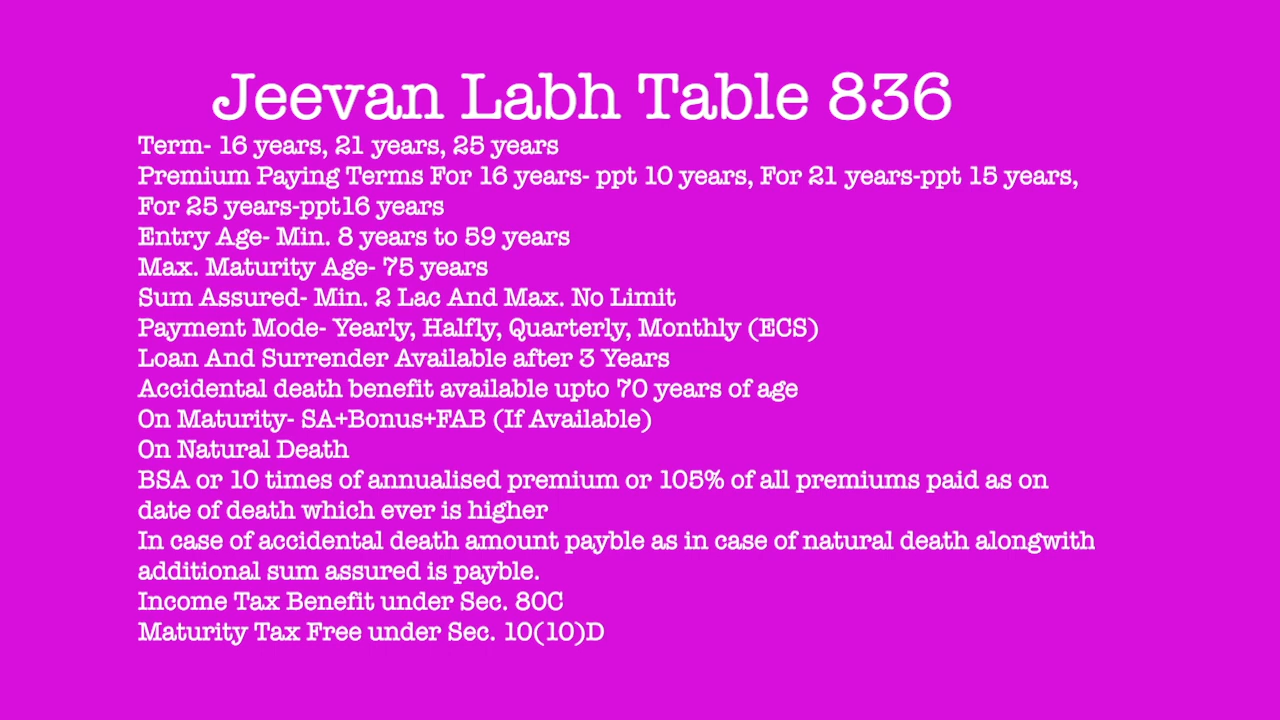 Jeevan Labh Table 836
Term- 16 years, 21 years, 25 years
Premium Paying Terms For 16 years- ppt 10 years, For 21 years-ppt 15 years,
For 25 years-ppt16 years
Entry Age- Min. 8 years to 59 years
Max. Maturity Age- 75 years
Sum Assured- Min. 2 Lac And Max. No Limit
Payment Mode- Yearly, Halfly, Quarterly, Monthly (ECS)
Loan And Surrender Available after 3 Years
Accidental death benefit available upto 70 years of age
On Maturity- SA+Bonus+FAB (If Available)
On Natural Death
BSA or 10 times of annualised premium or 105% of all premiums paid as on
date of death which ever is higher
In case of accidental death amount payble as in case of natural death alongwith
additional sum assured is payble.
Income Tax Benefit under Sec. 80C
Maturity Tax Free under Sec. 10(10)D